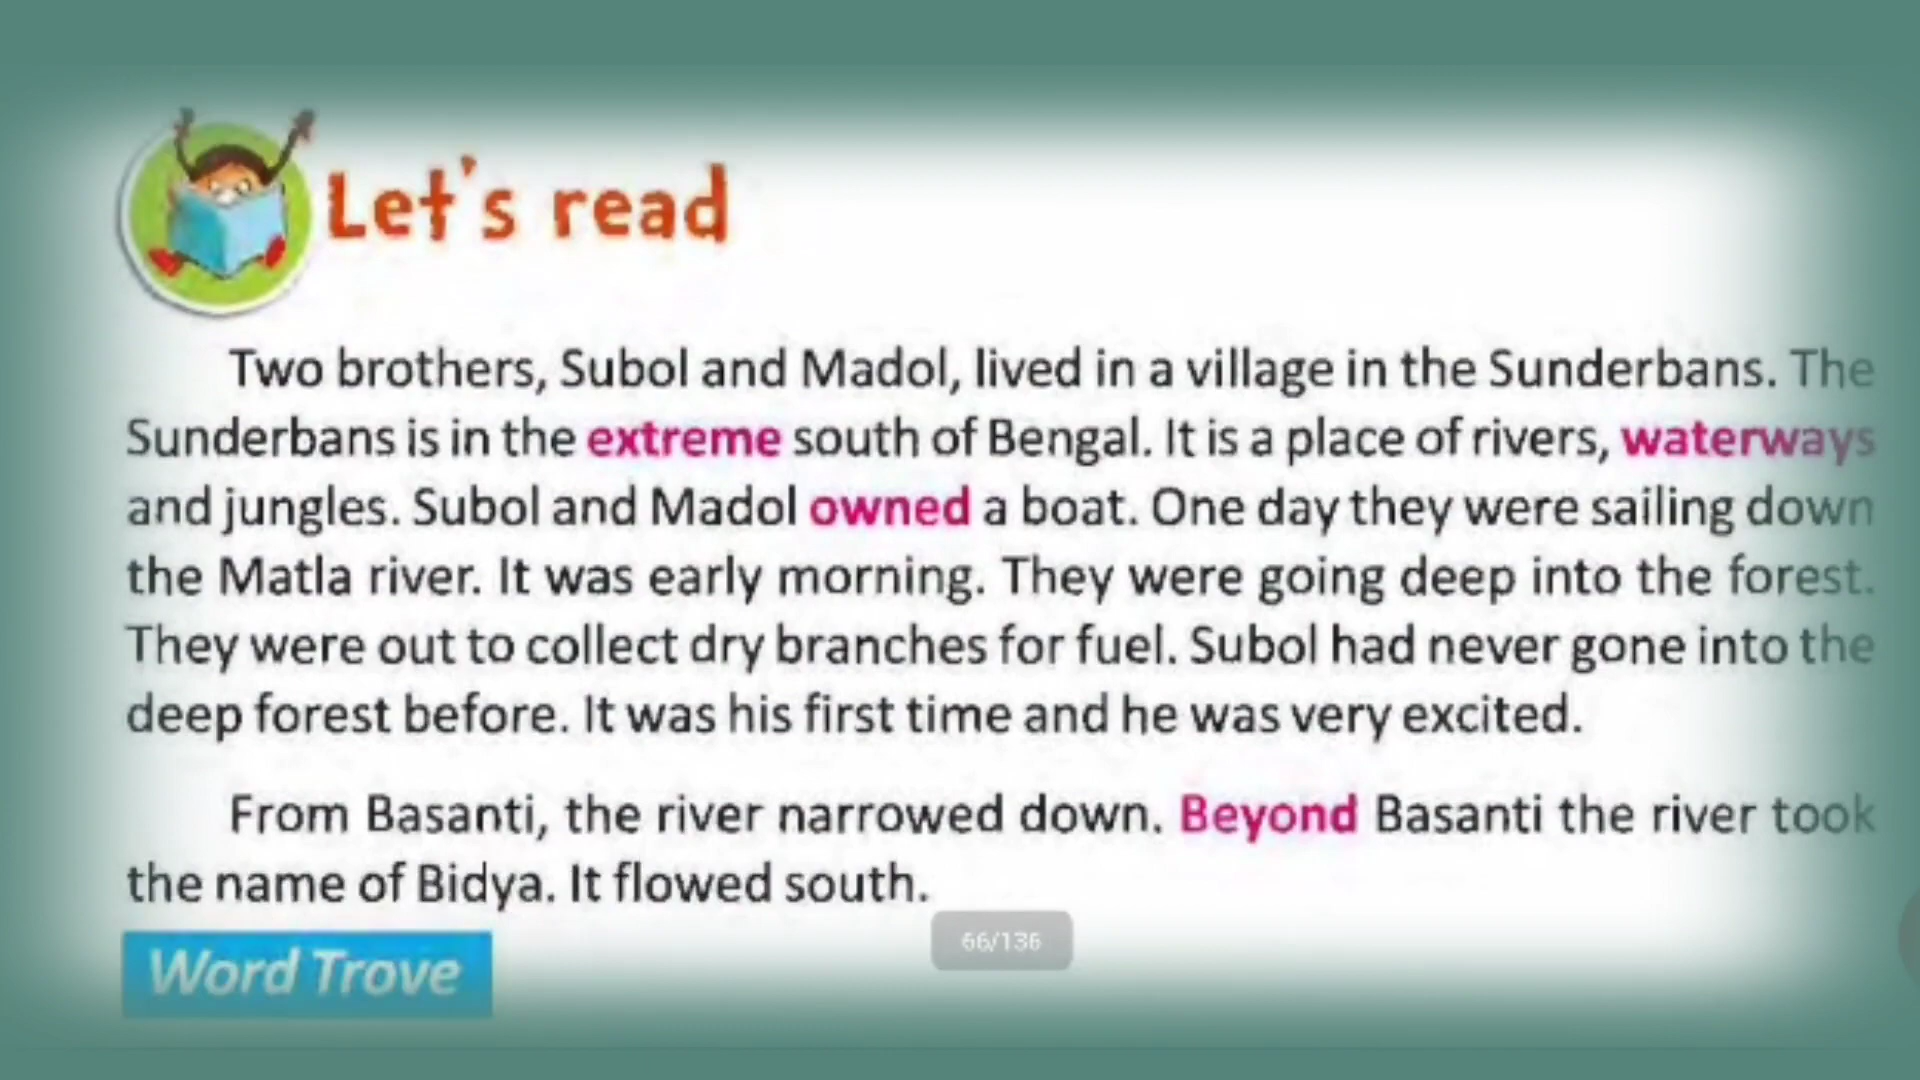 Let's read
Two brothers, Subol and Madol, lived in a village in the Sunderbans. The
Sunderbans is in the extreme south of Bengal. It is a place of rivers, waterways
and jungles. Subol and Madol owned a boat. One day they were sailing down
the Matla river. It was early morning. They were going deep into the forest.
They were out to collect dry branches for fuel. Subol had never gone into the
deep forest before. It was his first time and he was very excited.
From Basanti, the river narrowed down. Beyond Basanti the river took
the name of Bidya. It flowed south.
66/136
Word Trove